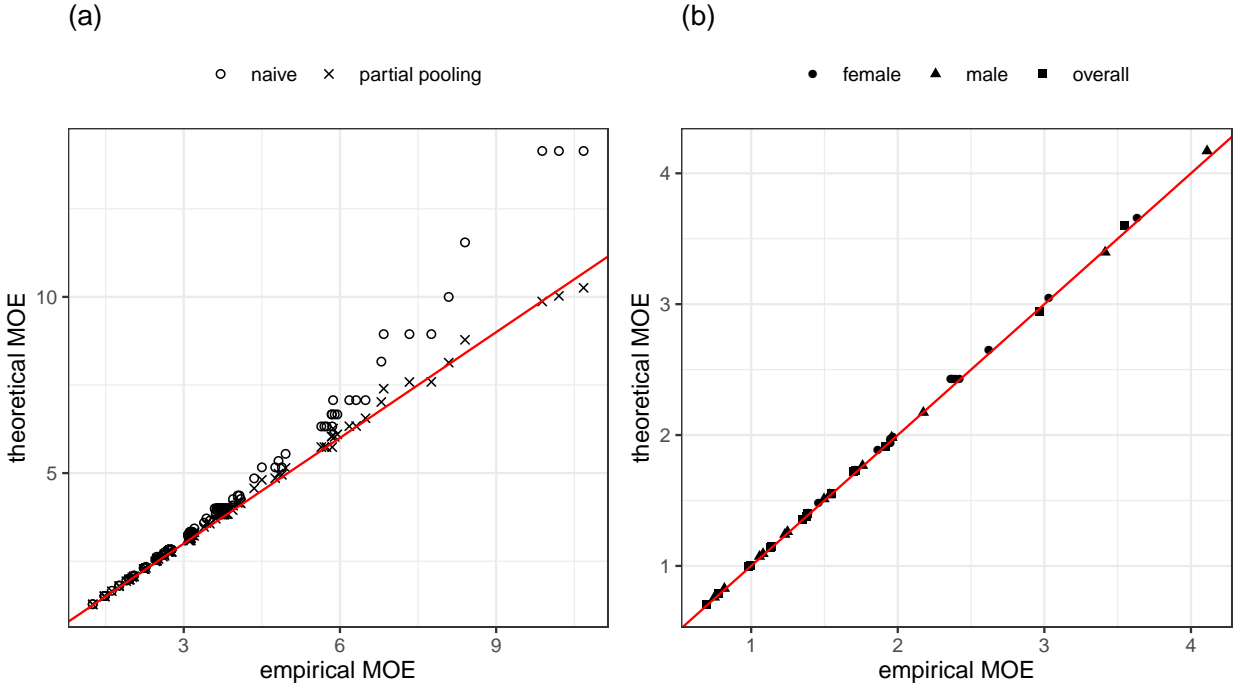 (a)
naive partial pooling
10
5
theoretical MOE
3 6 9
empirical MOE
(b)
female male overall
4
3
2
1
theoretical MOE
1 2 3 4
empirical MOE